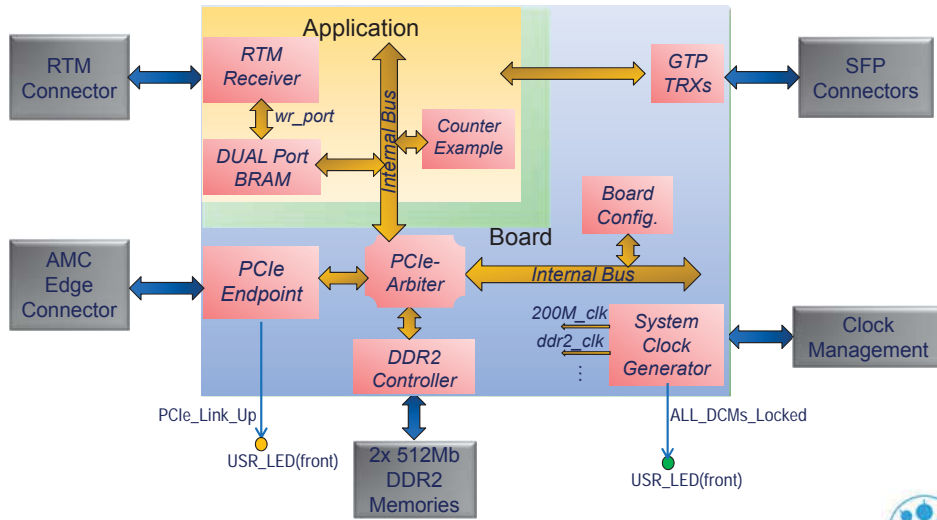 Application
RTM
Connector
RTM
Receiver
GTP
TRXs
SFP
Connectors
wr_port
Internal Bus
Counter
Example
DUAL Port
BRAM
Board
Config.
Board
AMC
Edge
Connector
PCIe
Endpoint
PCIe-
Arbiter
Internal Bus
200M_clk
ddr2_clk
⋮
System
Clock
Generator
Clock
Management
DDR2
Controller
PCIe_Link_Up
ALL_DCMs_Locked
USR_LED(front)
2x 512Mb
DDR2
Memories
USR_LED(front)